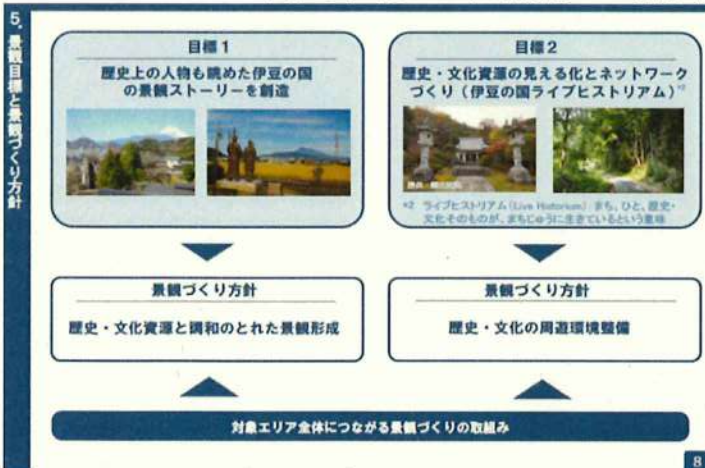 5. 景観目標と景観づくり方針
目標1
歴史上の人物も眺めた伊豆の国
の景観ストーリーを創造
目標2
歴史・文化資源の見える化とネットワーク
づくり（伊豆の国ライブヒストリアム）*2
*2 ライブヒストリアム（Live Historium）：まち、ひと、歴史・
文化そのものが、まちじゅうに生きているという意味
景観づくり方針
歴史・文化資源と調和のとれた景観形成
景観づくり方針
歴史・文化の周遊環境整備
対象エリア全体につながる景観づくりの取組み
8